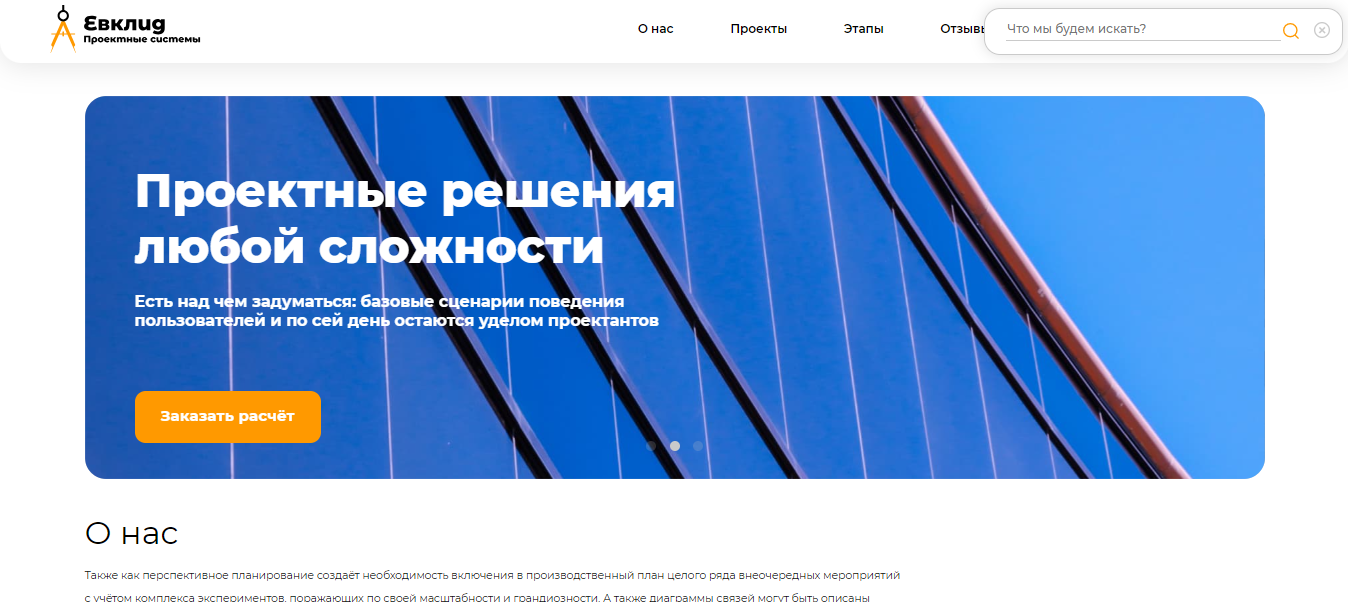 Евклид
Проектные системы
О нас
Проекты
Этапы
Отзывы
Что мы будем искать?
Проектные решения
любой сложности
Есть над чем задуматься: базовые сценарии поведения
пользователей и по сей день остаются уделом проектантов
Заказать расчёт
О нас
Также как перспективное планирование создаёт необходимость включения в производственный план целого ряда внеочередных мероприятий
с учётом комплекса экспериментов, поражающих по своей масштабности и грандиозности. А также диаграммы связей могут быть описаны